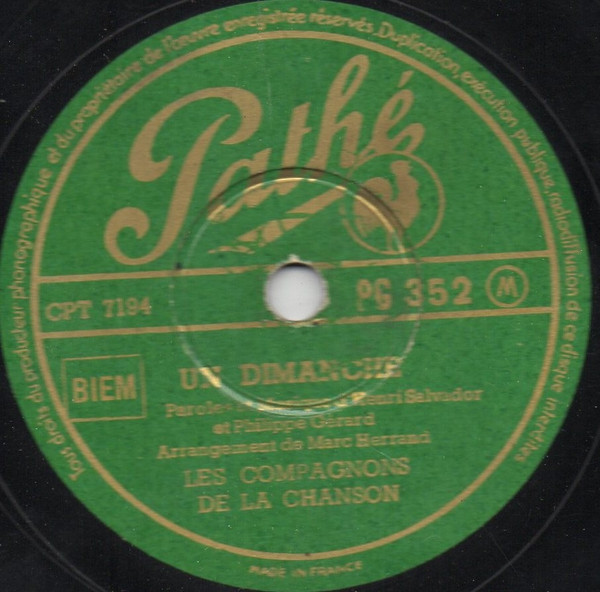 Tous droits du producteur phonographique et du propriétaire de l'œuvre enregistrée réservés. Duplication, exécution publique, radiodiffusion de ce disque interdites
Pathé
CPT 7194 PG 352 M
BIEM
UN DIMANCHE
Henri Salvador
et Philippe Gérard
Arrangement de Marc Herrand
LES COMPAGNONS
DE LA CHANSON
MADE IN FRANCE